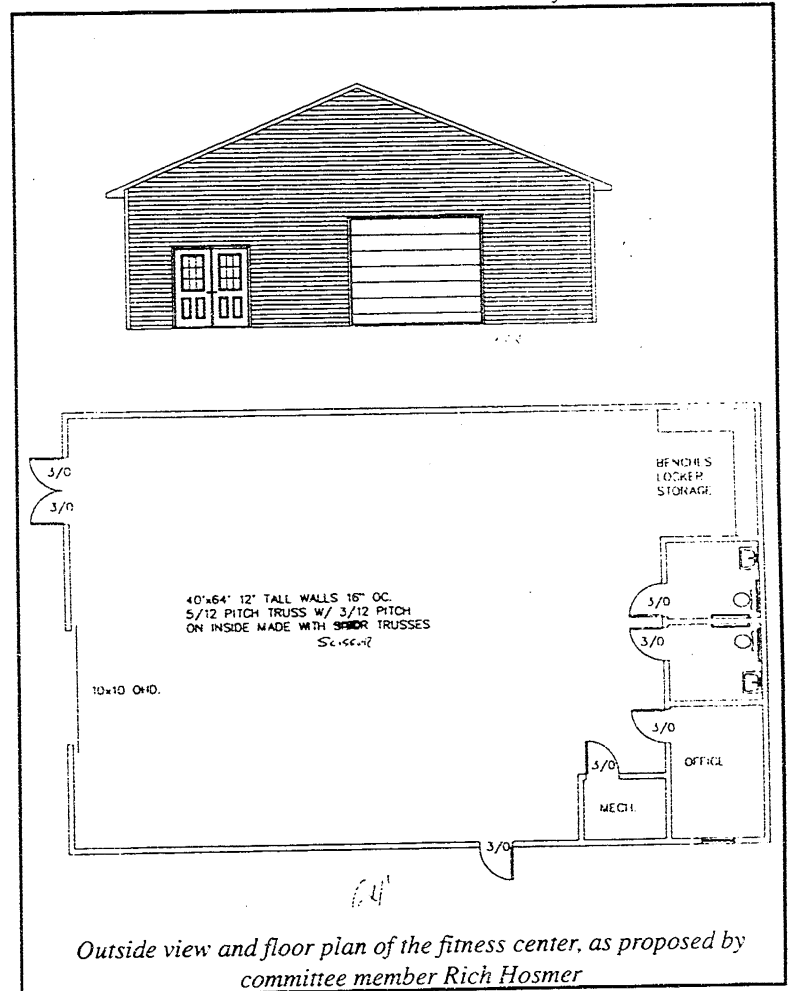 3/0
3/0
BENCHES
LOCKER
STORAGE
40'x64' 12' TALL WALLS 16" OC.
5/12 PITCH TRUSS W/ 3/12 PITCH
ON INSIDE MADE WITH TRUSSES
3/0
3/0
10x10 OHD.
3/0
OFFICE
3/0
MECH.
3/0
64'
Outside view and floor plan of the fitness center, as proposed by
committee member Rich Hosmer